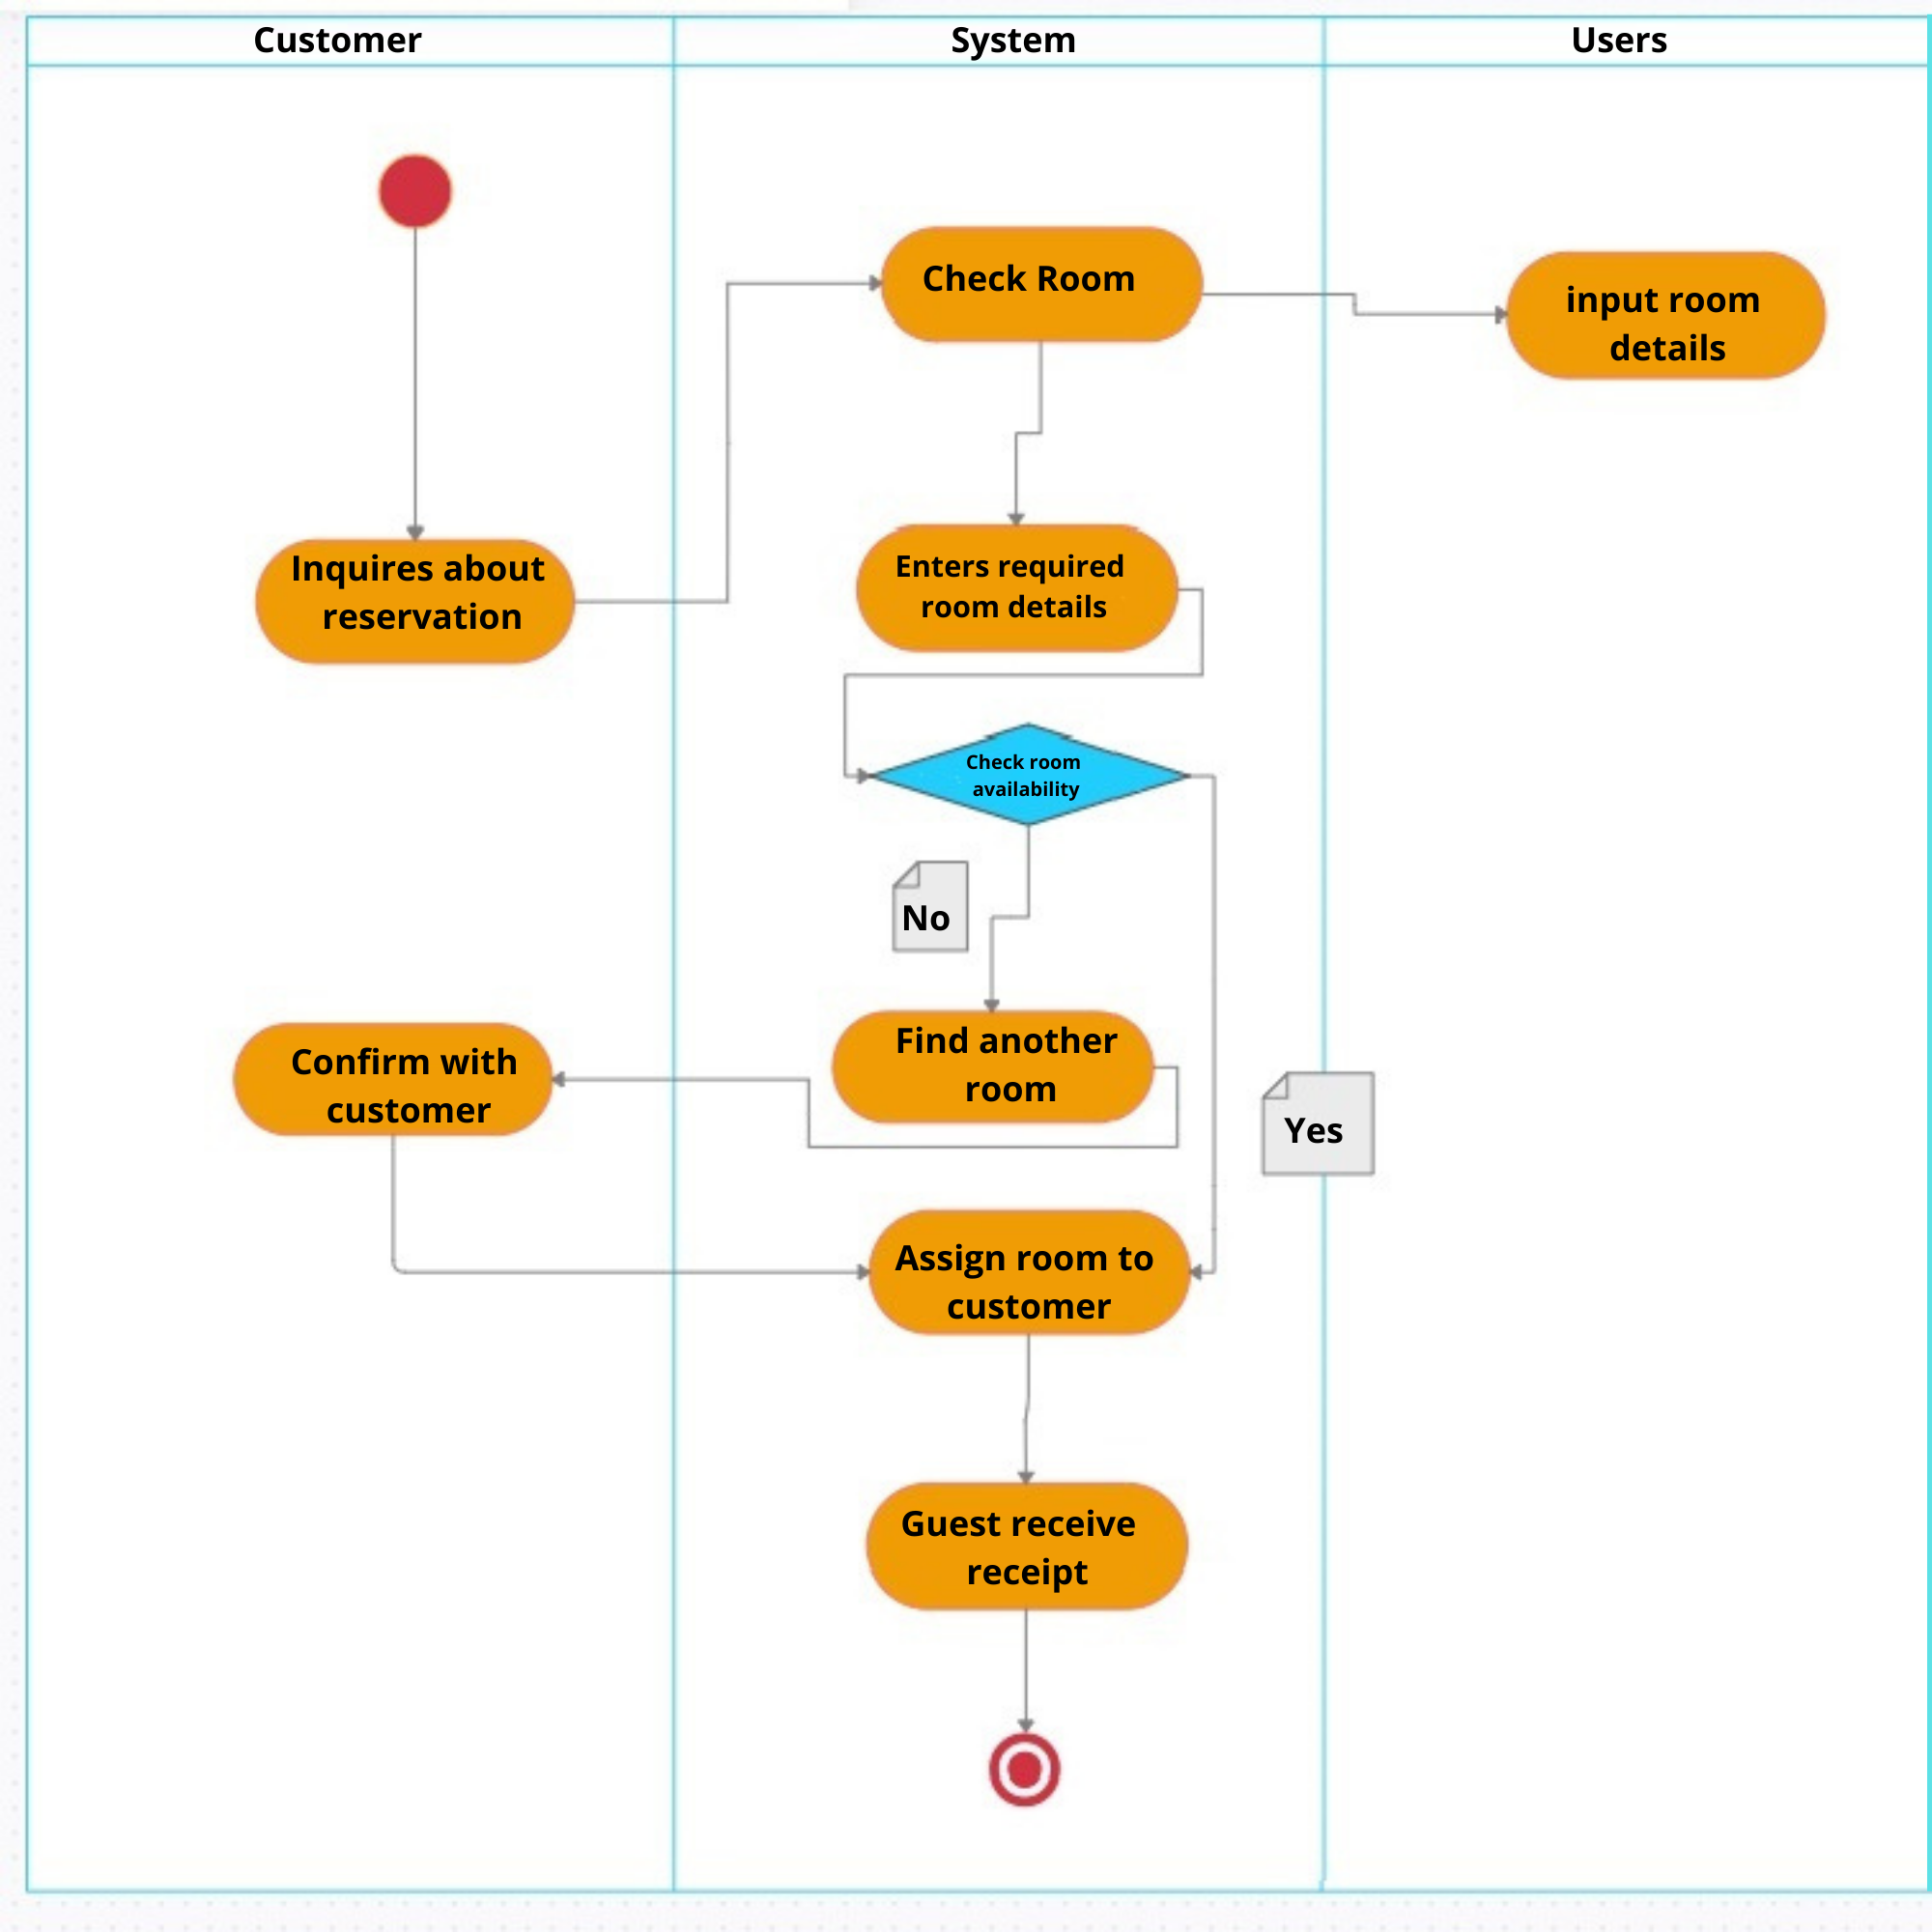 Customer
System
Users
Check Room
input room
details
Inquires about
reservation
Enters required
room details
Check room
availability
No
Find another
room
Confirm with
customer
Yes
Assign room to
customer
Guest receive
receipt